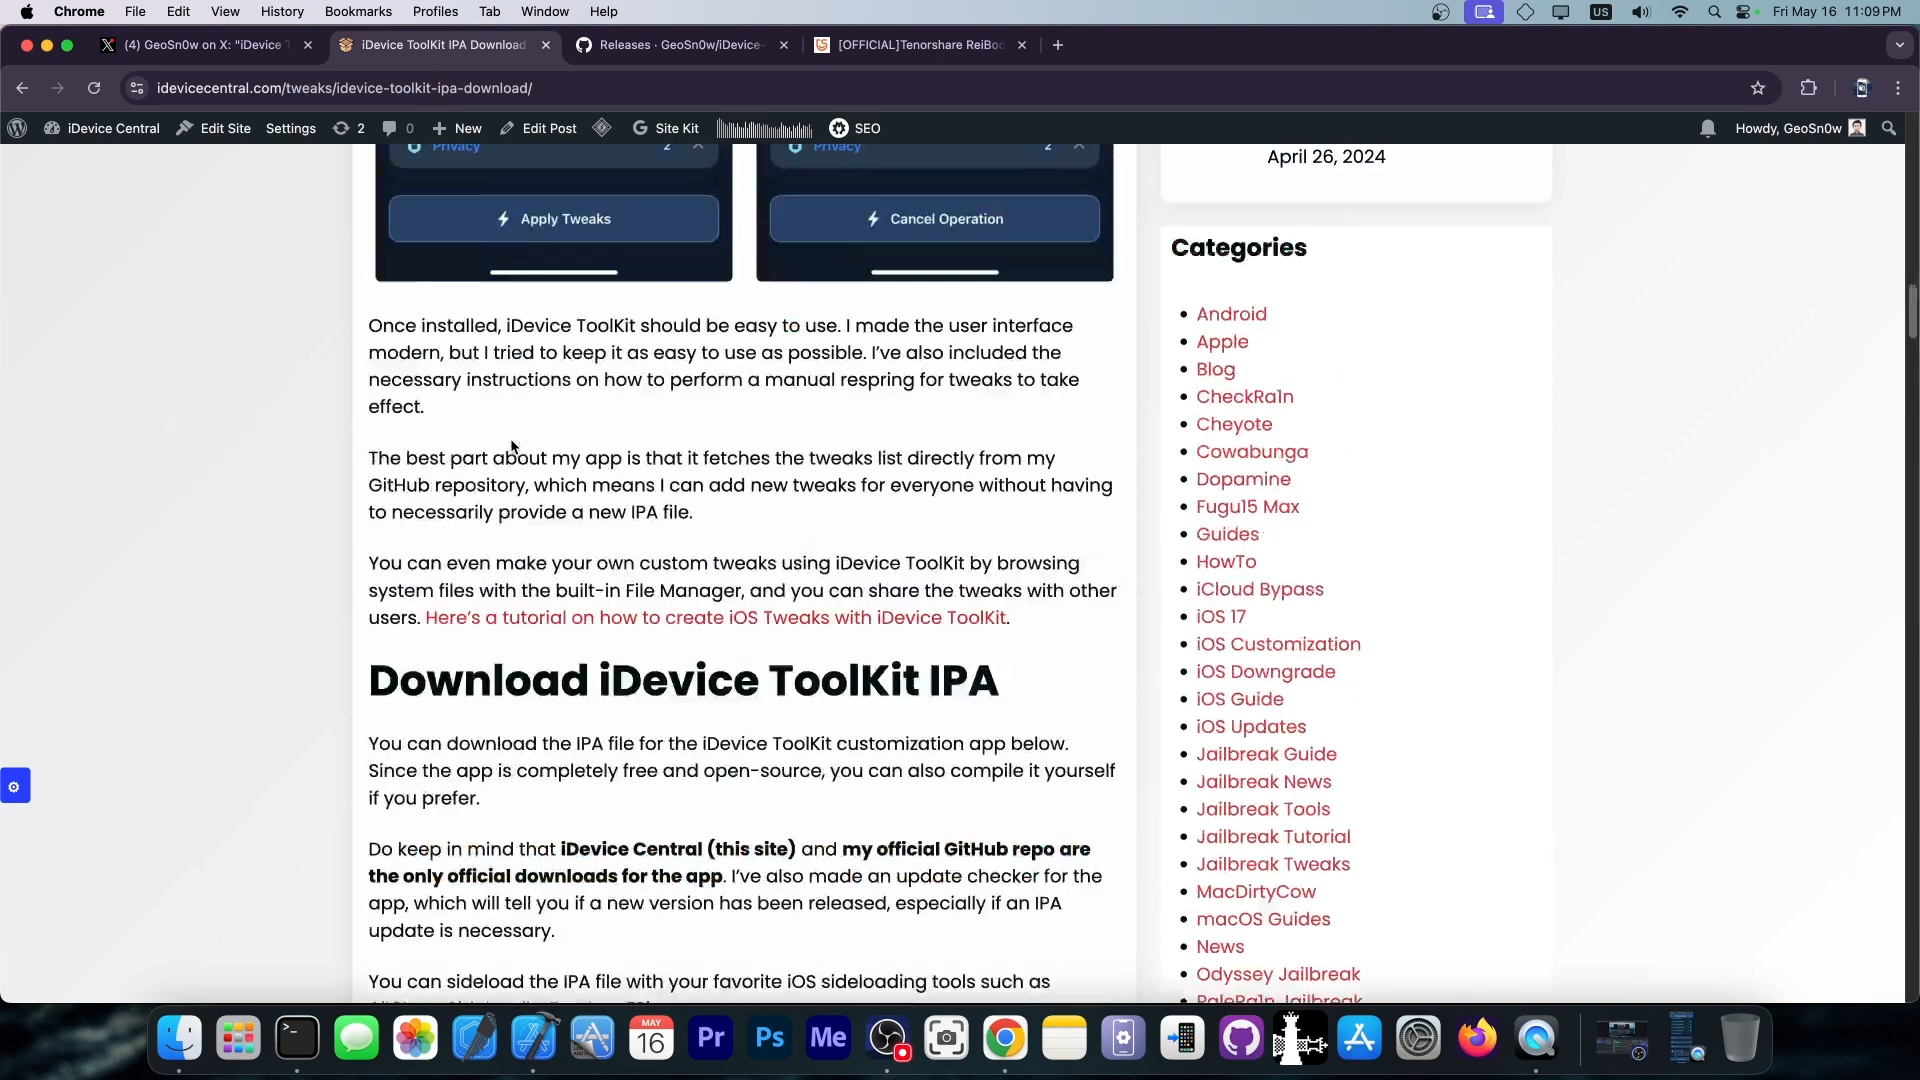 Chrome File Edit View History Bookmarks Profiles Tab Window Help
US Fri May 16 11:09 PM
(4) GeoSn0w on X: "iDevice T
iDevice ToolKit IPA Download
Releases · GeoSn0w/iDevice-
[OFFICIAL]Tenorshare ReiBoo
idevicecentral.com/tweaks/idevice-toolkit-ipa-download/
iDevice Central Edit Site Settings 2 0 New Edit Post Site Kit SEO Howdy, GeoSn0w
Privacy 2
Privacy 2
Apply Tweaks
Cancel Operation
Once installed, iDevice ToolKit should be easy to use. I made the user interface
modern, but I tried to keep it as easy to use as possible. I've also included the
necessary instructions on how to perform a manual respring for tweaks to take
effect.
The best part about my app is that it fetches the tweaks list directly from my
GitHub repository, which means I can add new tweaks for everyone without having
to necessarily provide a new IPA file.
You can even make your own custom tweaks using iDevice ToolKit by browsing
system files with the built-in File Manager, and you can share the tweaks with other
users. Here's a tutorial on how to create iOS Tweaks with iDevice ToolKit.
Download iDevice ToolKit IPA
You can download the IPA file for the iDevice ToolKit customization app below.
Since the app is completely free and open-source, you can also compile it yourself
if you prefer.
Do keep in mind that iDevice Central (this site) and my official GitHub repo are
the only official downloads for the app. I've also made an update checker for the
app, which will tell you if a new version has been released, especially if an IPA
update is necessary.
You can sideload the IPA file with your favorite iOS sideloading tools such as
April 26, 2024
Categories
Android
Apple
Blog
CheckRa1n
Cheyote
Cowabunga
Dopamine
Fugu15 Max
Guides
HowTo
iCloud Bypass
iOS 17
iOS Customization
iOS Downgrade
iOS Guide
iOS Updates
Jailbreak Guide
Jailbreak News
Jailbreak Tools
Jailbreak Tutorial
Jailbreak Tweaks
MacDirtyCow
macOS Guides
News
Odyssey Jailbreak
PaleRa1n Jailbreak
MAY
16
Pr
Ps
Me